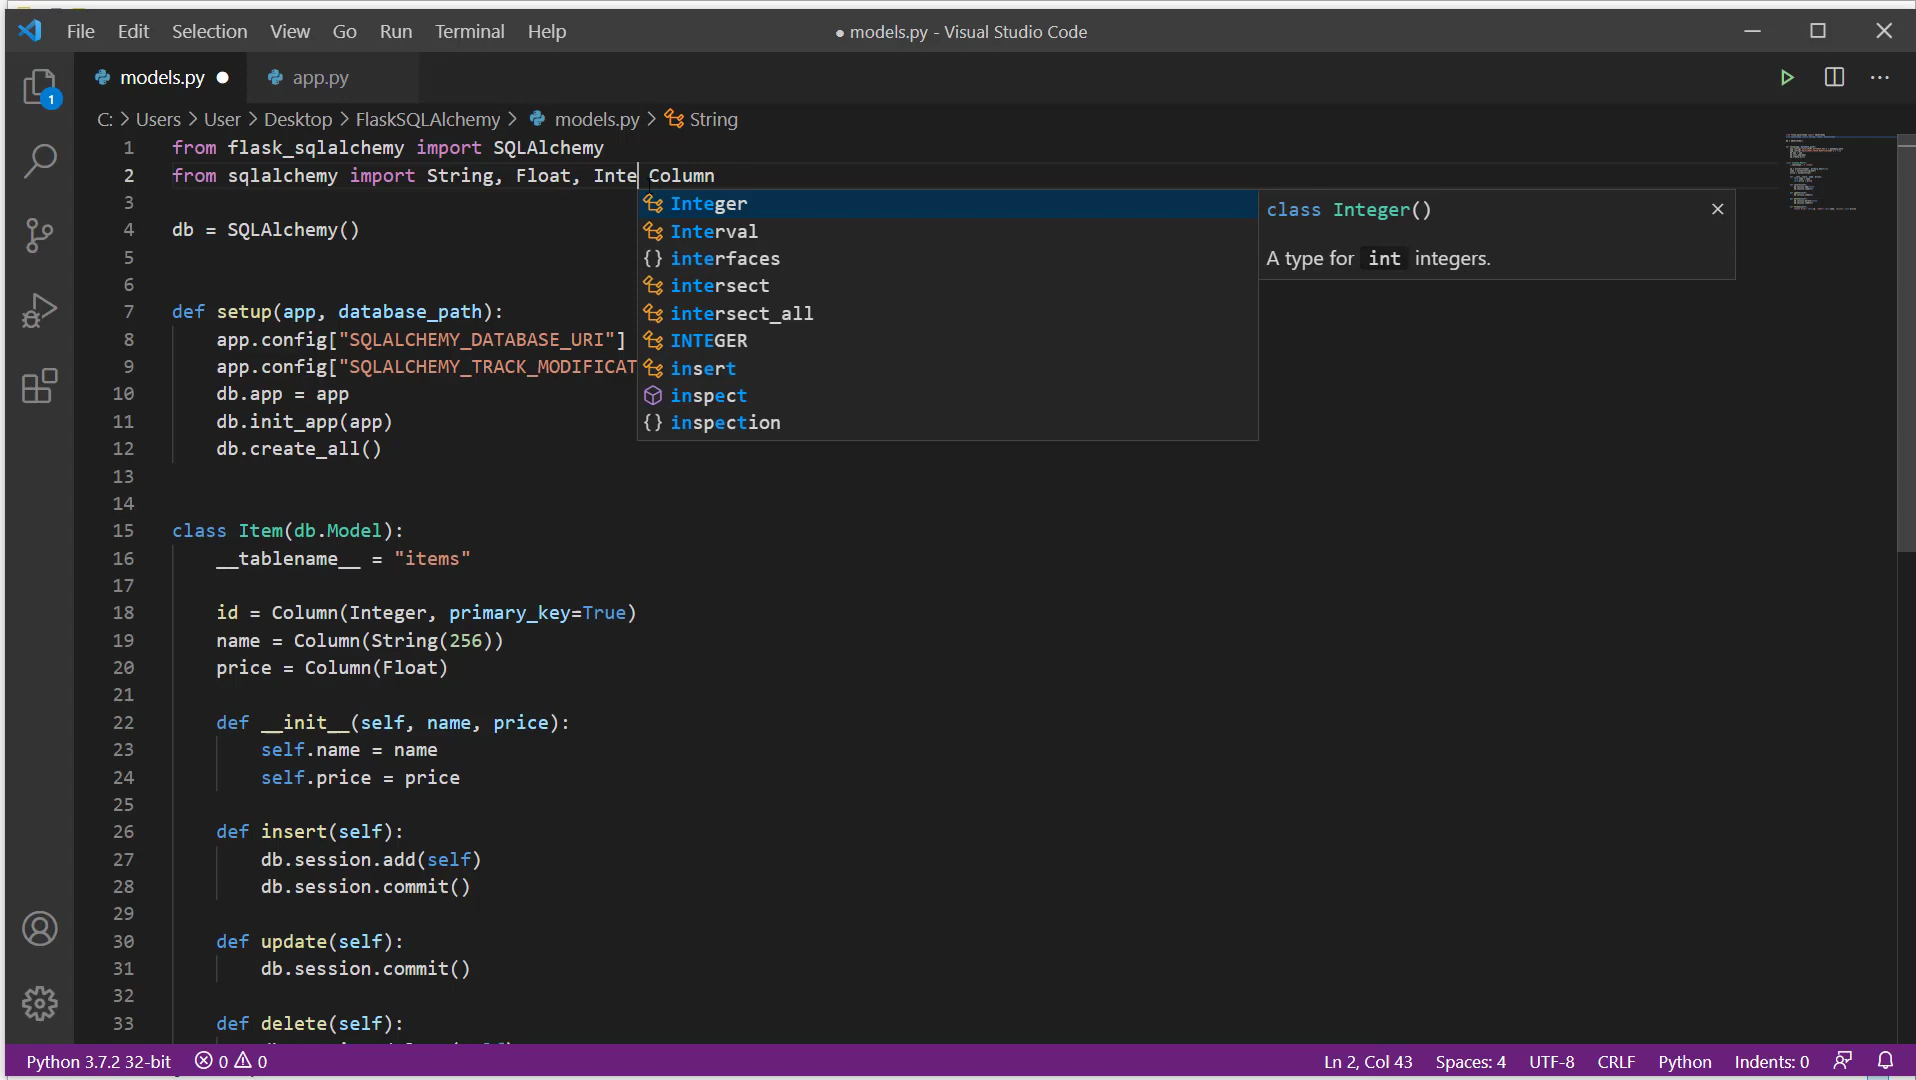 File Edit Selection View Go Run Terminal Help
● models.py - Visual Studio Code
models.py ● app.py
1
C: > Users > User > Desktop > FlaskSQLAlchemy > models.py > String
1 from flask_sqlalchemy import SQLAlchemy
2 from sqlalchemy import String, Float, Inte Column
3
4 db = SQLAlchemy()
5
6
7 def setup(app, database_path):
8 app.config["SQLALCHEMY_DATABASE_URI"]
9 app.config["SQLALCHEMY_TRACK_MODIFICAT
10 db.app = app
11 db.init_app(app)
12 db.create_all()
13
14
15 class Item(db.Model):
16 __tablename__ = "items"
17
18 id = Column(Integer, primary_key=True)
19 name = Column(String(256))
20 price = Column(Float)
21
22 def __init__(self, name, price):
23 self.name = name
24 self.price = price
25
26 def insert(self):
27 db.session.add(self)
28 db.session.commit()
29
30 def update(self):
31 db.session.commit()
32
33 def delete(self):
Integer
Interval
{} interfaces
intersect
intersect_all
INTEGER
insert
inspect
{} inspection
class Integer()
A type for int integers.
Python 3.7.2 32-bit 0 0
Ln 2, Col 43 Spaces: 4 UTF-8 CRLF Python Indents: 0